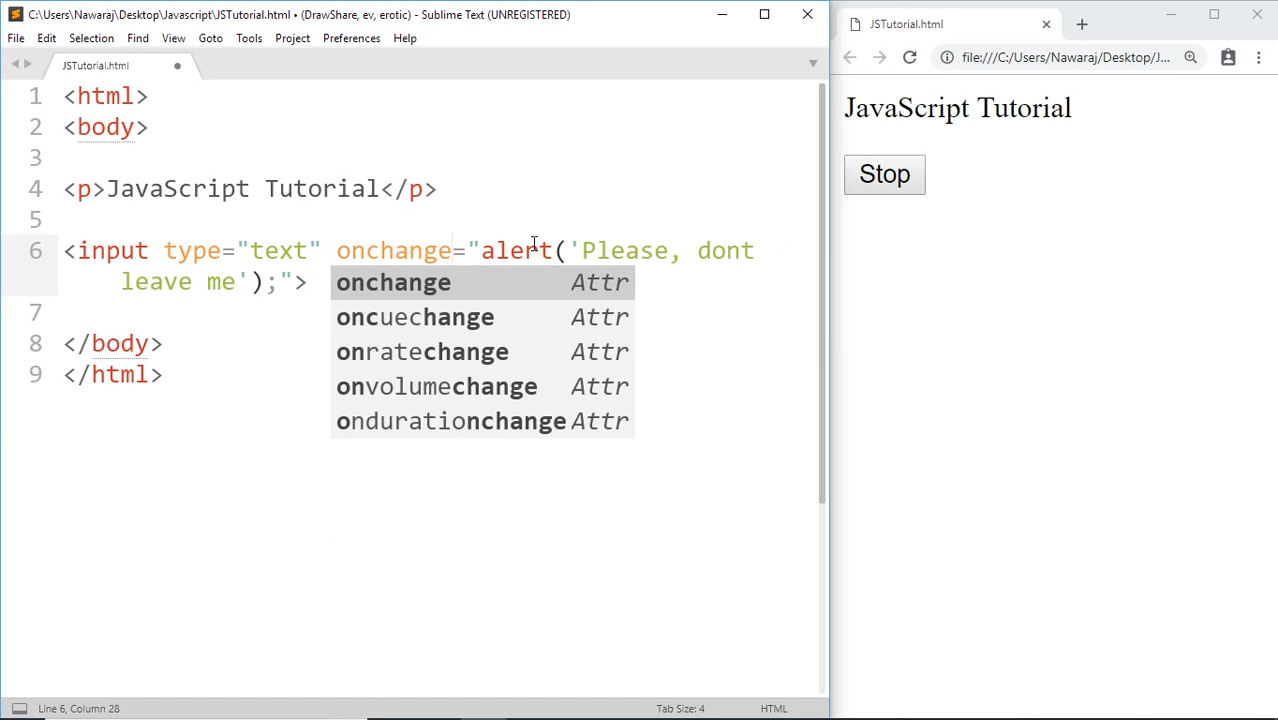 C:\Users\Nawaraj\Desktop\Javascript\JSTutorial.html • (DrawShare, ev, erotic) - Sublime Text (UNREGISTERED)
File Edit Selection Find View Goto Tools Project Preferences Help
JSTutorial.html
1 <html>
2 <body>
3
4 <p>JavaScript Tutorial</p>
5
6 <input type="text" onchange="alert('Please, dont
leave me');">
onchange Attr
oncuechange Attr
onratechange Attr
onvolumechange Attr
ondurationchange Attr
7
8 </body>
9 </html>
Line 6, Column 28 Tab Size: 4 HTML
JSTutorial.html
file:///C:/Users/Nawaraj/Desktop/J...
JavaScript Tutorial
Stop